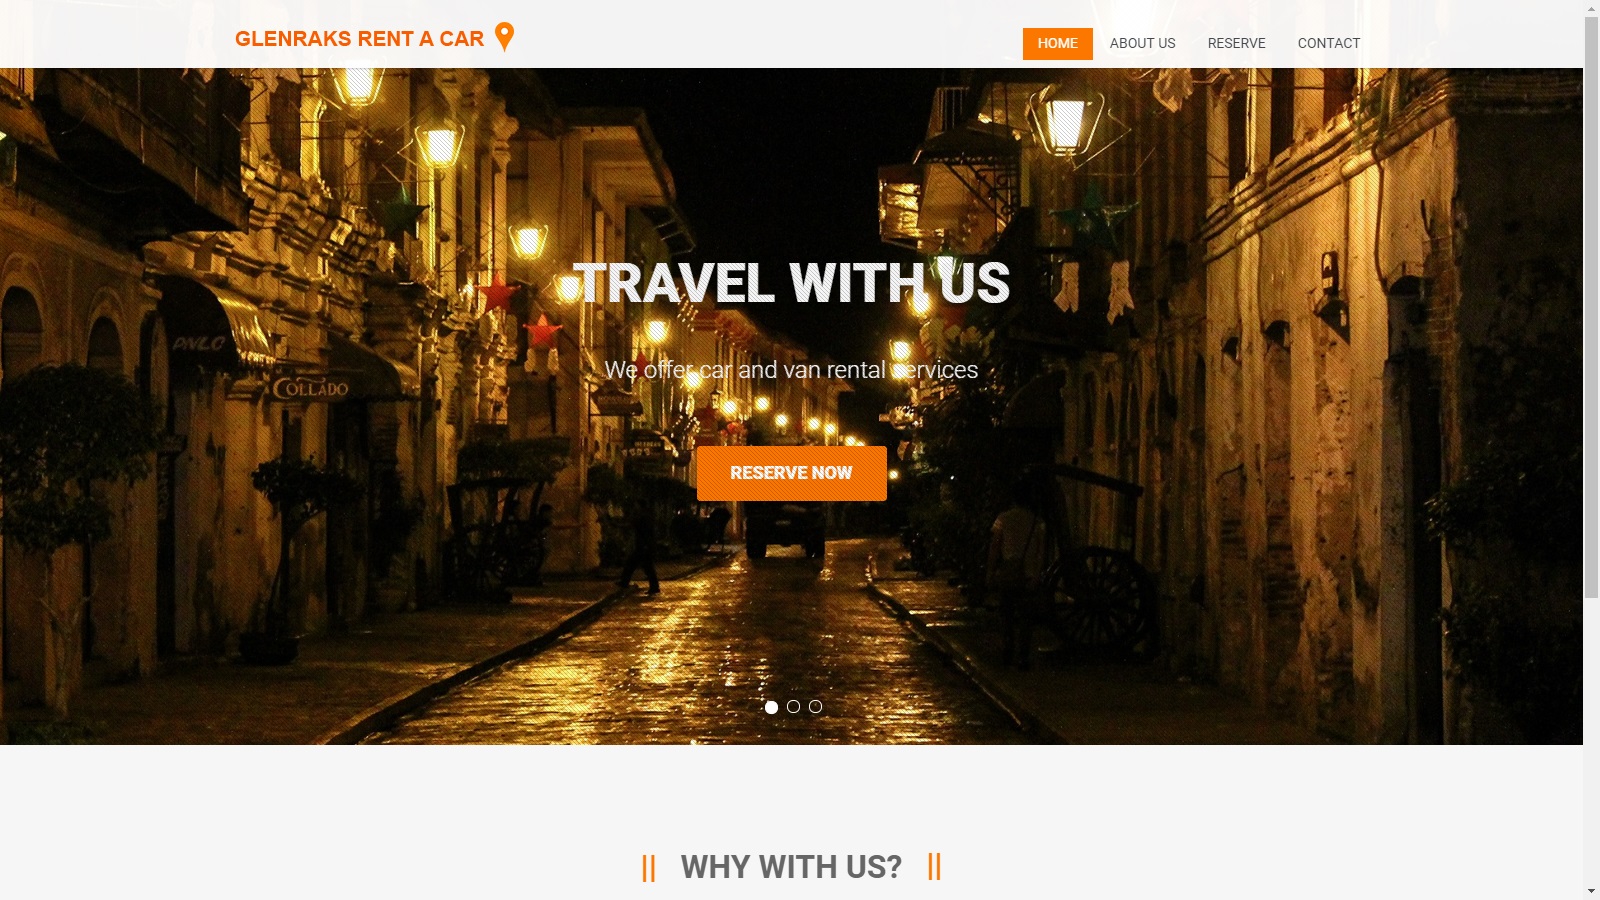 GLENRAKS RENT A CAR
HOME
ABOUT US
RESERVE
CONTACT
TRAVEL WITH US
We offer car and van rental services
COLLADO
RESERVE NOW
WHY WITH US?